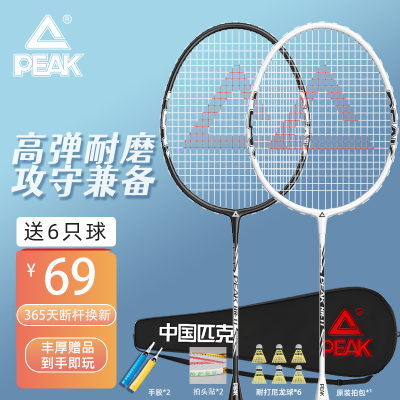 PEAK
高弹耐磨
攻守兼备
送6只球
¥69
365天断杆换新
丰厚赠品
到手即玩
中国匹克
PEAK
手胶*2
拍头贴*2
耐打尼龙球*6
原装拍包*1